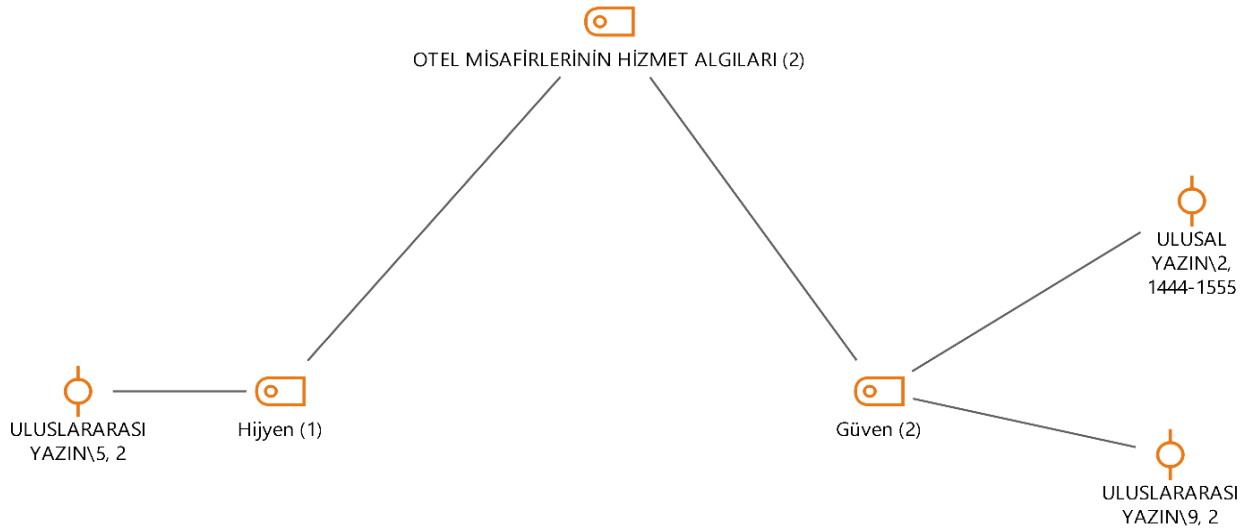 OTEL MİSAFİRLERİNİN HİZMET ALGILARI (2)
ULUSAL
YAZIN\2,
1444-1555
ULUSLARARASI
YAZIN\5, 2
Hijyen (1)
Güven (2)
ULUSLARARASI
YAZIN\9, 2